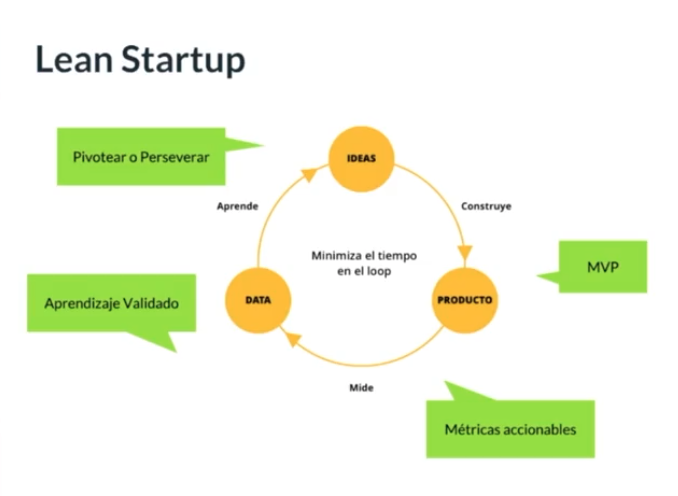 Lean Startup
Pivotear o Perseverar
IDEAS
Aprende
Construye
Minimiza el tiempo
en el loop
MVP
Aprendizaje Validado
DATA
PRODUCTO
Mide
Métricas accionables